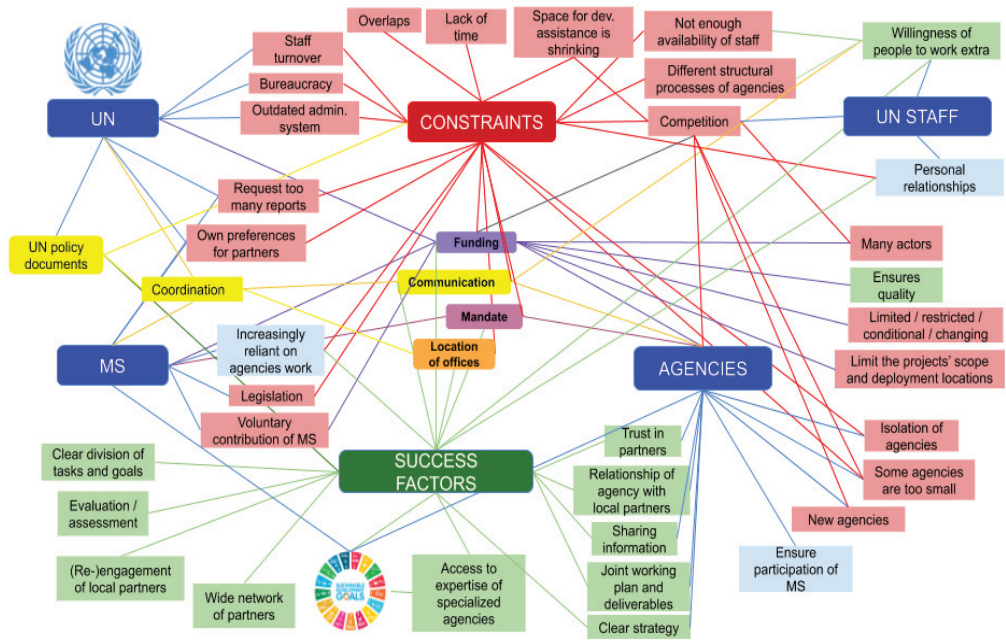 Overlaps
Lack of
time
Space for dev.
assistance is
shrinking
Not enough
availability of staff
Willingness of
people to work extra
Staff
turnover
Bureaucracy
Different structural
processes of agencies
UN
Outdated admin.
system
CONSTRAINTS
Competition
UN STAFF
Request too
many reports
Personal
relationships
UN policy
documents
Own preferences
for partners
Funding
Many actors
Coordination
Communication
Ensures
quality
Mandate
Limited / restricted /
conditional / changing
MS
Increasingly
reliant on
agencies work
Location
of offices
AGENCIES
Limit the projects' scope
and deployment locations
Legislation
Voluntary
contribution of MS
Isolation of
agencies
Clear division of
tasks and goals
SUCCESS
FACTORS
Trust in
partners
Some agencies
are too small
Evaluation /
assessment
Relationship of
agency with
local partners
New agencies
Sharing
information
Ensure
participation of
MS
(Re-)engagement
of local partners
Wide network
of partners
SUSTAINABLE
DEVELOPMENT
GOALS
Access to
expertise of
specialized
agencies
Joint working
plan and
deliverables
Clear strategy